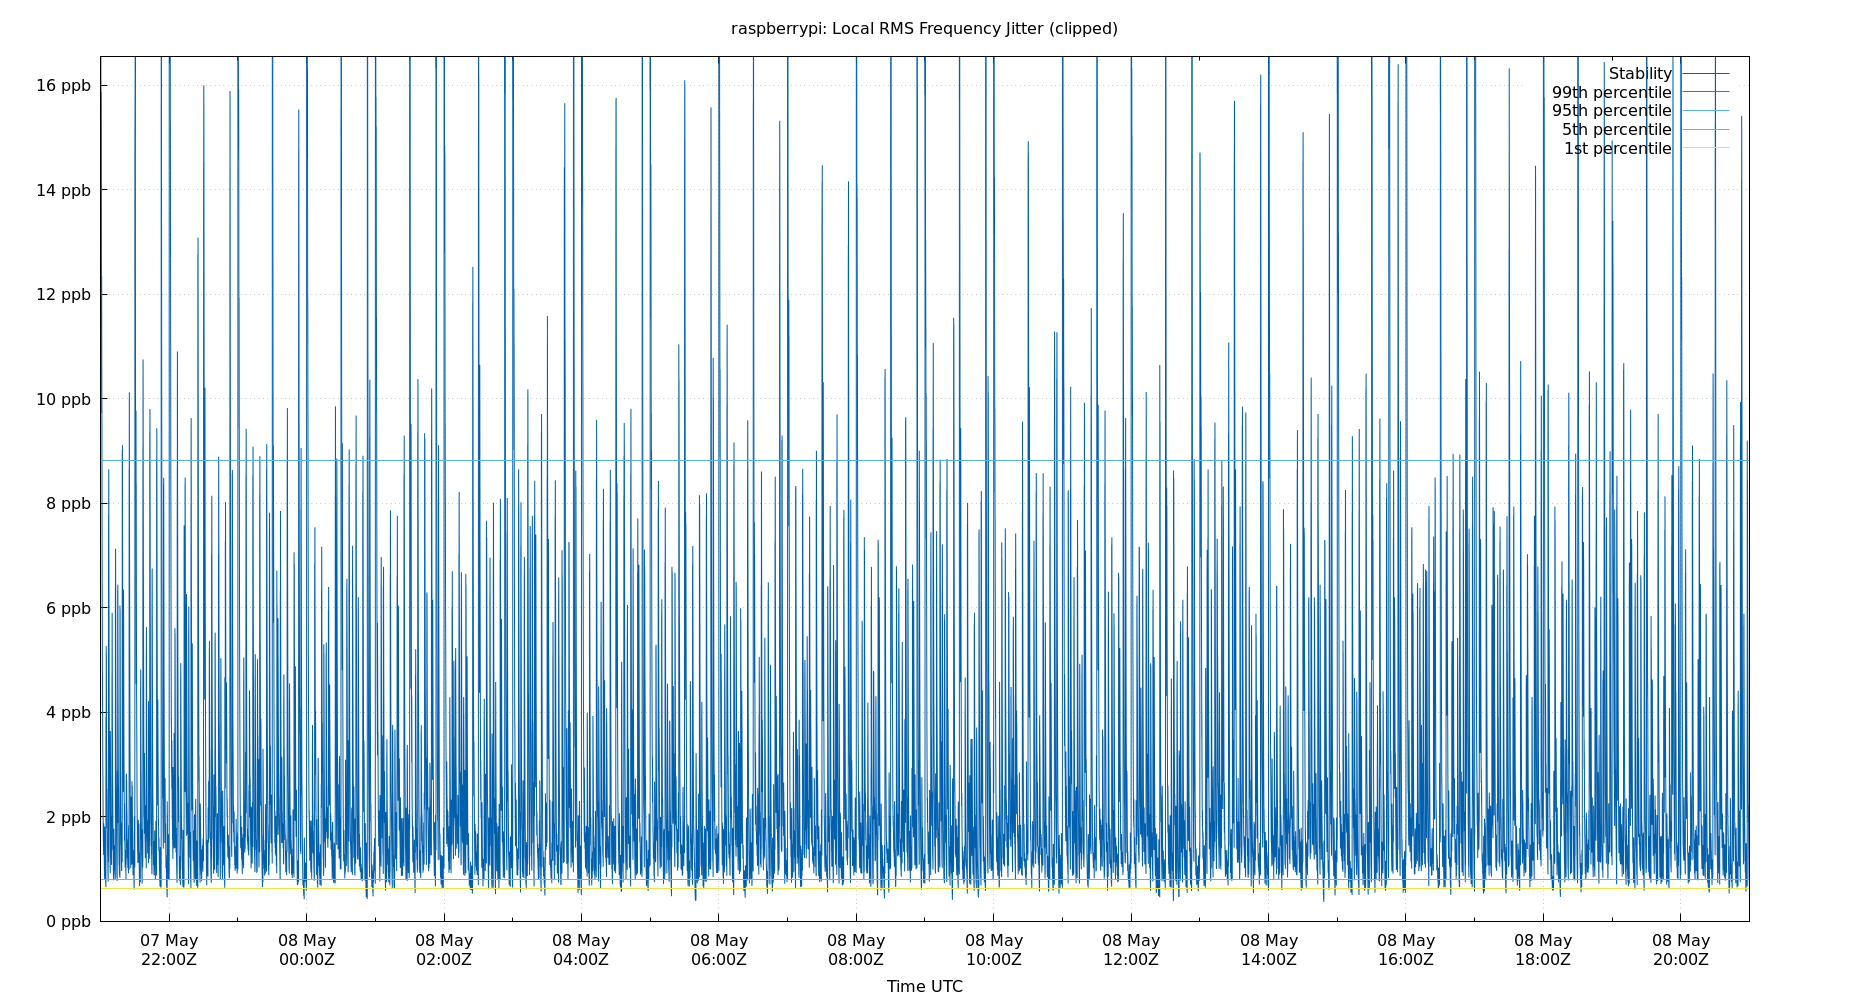 raspberrypi: Local RMS Frequency Jitter (clipped)
Stability
99th percentile
95th percentile
5th percentile
1st percentile
16 ppb
14 ppb
12 ppb
10 ppb
8 ppb
6 ppb
4 ppb
2 ppb
0 ppb
07 May 08 May 08 May 08 May 08 May 08 May 08 May 08 May 08 May 08 May 08 May 08 May
22:00Z 00:00Z 02:00Z 04:00Z 06:00Z 08:00Z 10:00Z 12:00Z 14:00Z 16:00Z 18:00Z 20:00Z
Time UTC